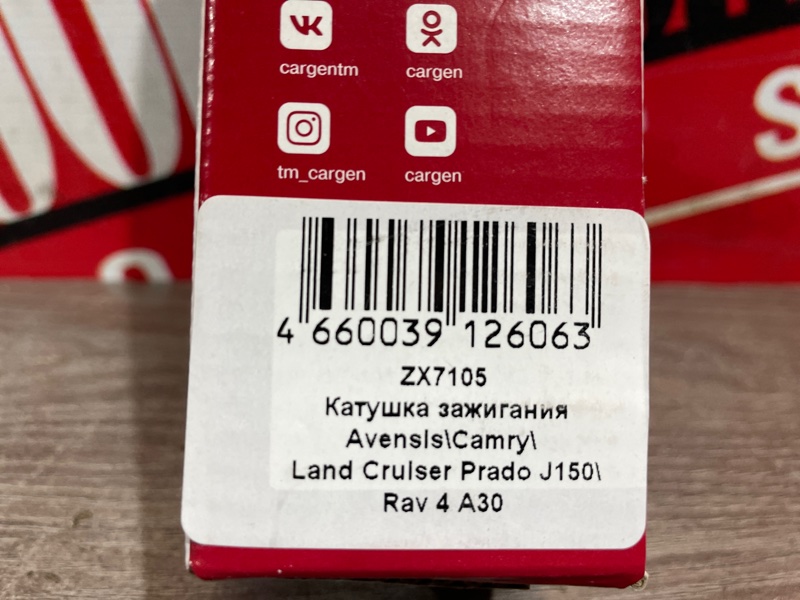 cargentm
cargen
tm_cargen
cargen
4 660039 126063
ZX7105
Катушка зажигания
AvensIs\Camry\
Land CruIser Prado J150\
Rav 4 A30